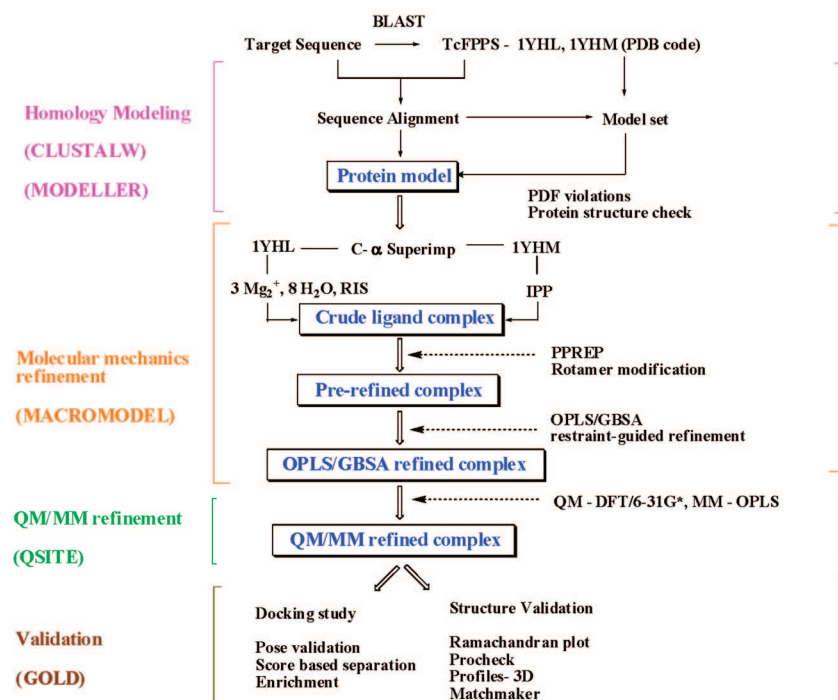 BLAST
Target Sequence
TcFPPS - 1YHL, 1YHM (PDB code)
Homology Modeling
(CLUSTALW)
(MODELLER)
Sequence Alignment
Model set
Protein model
PDF violations
Protein structure check
1YHL
C- α Superimp
1YHM
3 Mg₂⁺, 8 H₂O, RIS
IPP
Crude ligand complex
Molecular mechanics
refinement
(MACROMODEL)
PPREP
Rotamer modification
Pre-refined complex
OPLS/GBSA
restraint-guided refinement
OPLS/GBSA refined complex
QM/MM refinement
(QSITE)
QM - DFT/6-31G*, MM - OPLS
QM/MM refined complex
Validation
(GOLD)
Docking study
Pose validation
Score based separation
Enrichment
Structure Validation
Ramachandran plot
Procheck
Profiles- 3D
Matchmaker